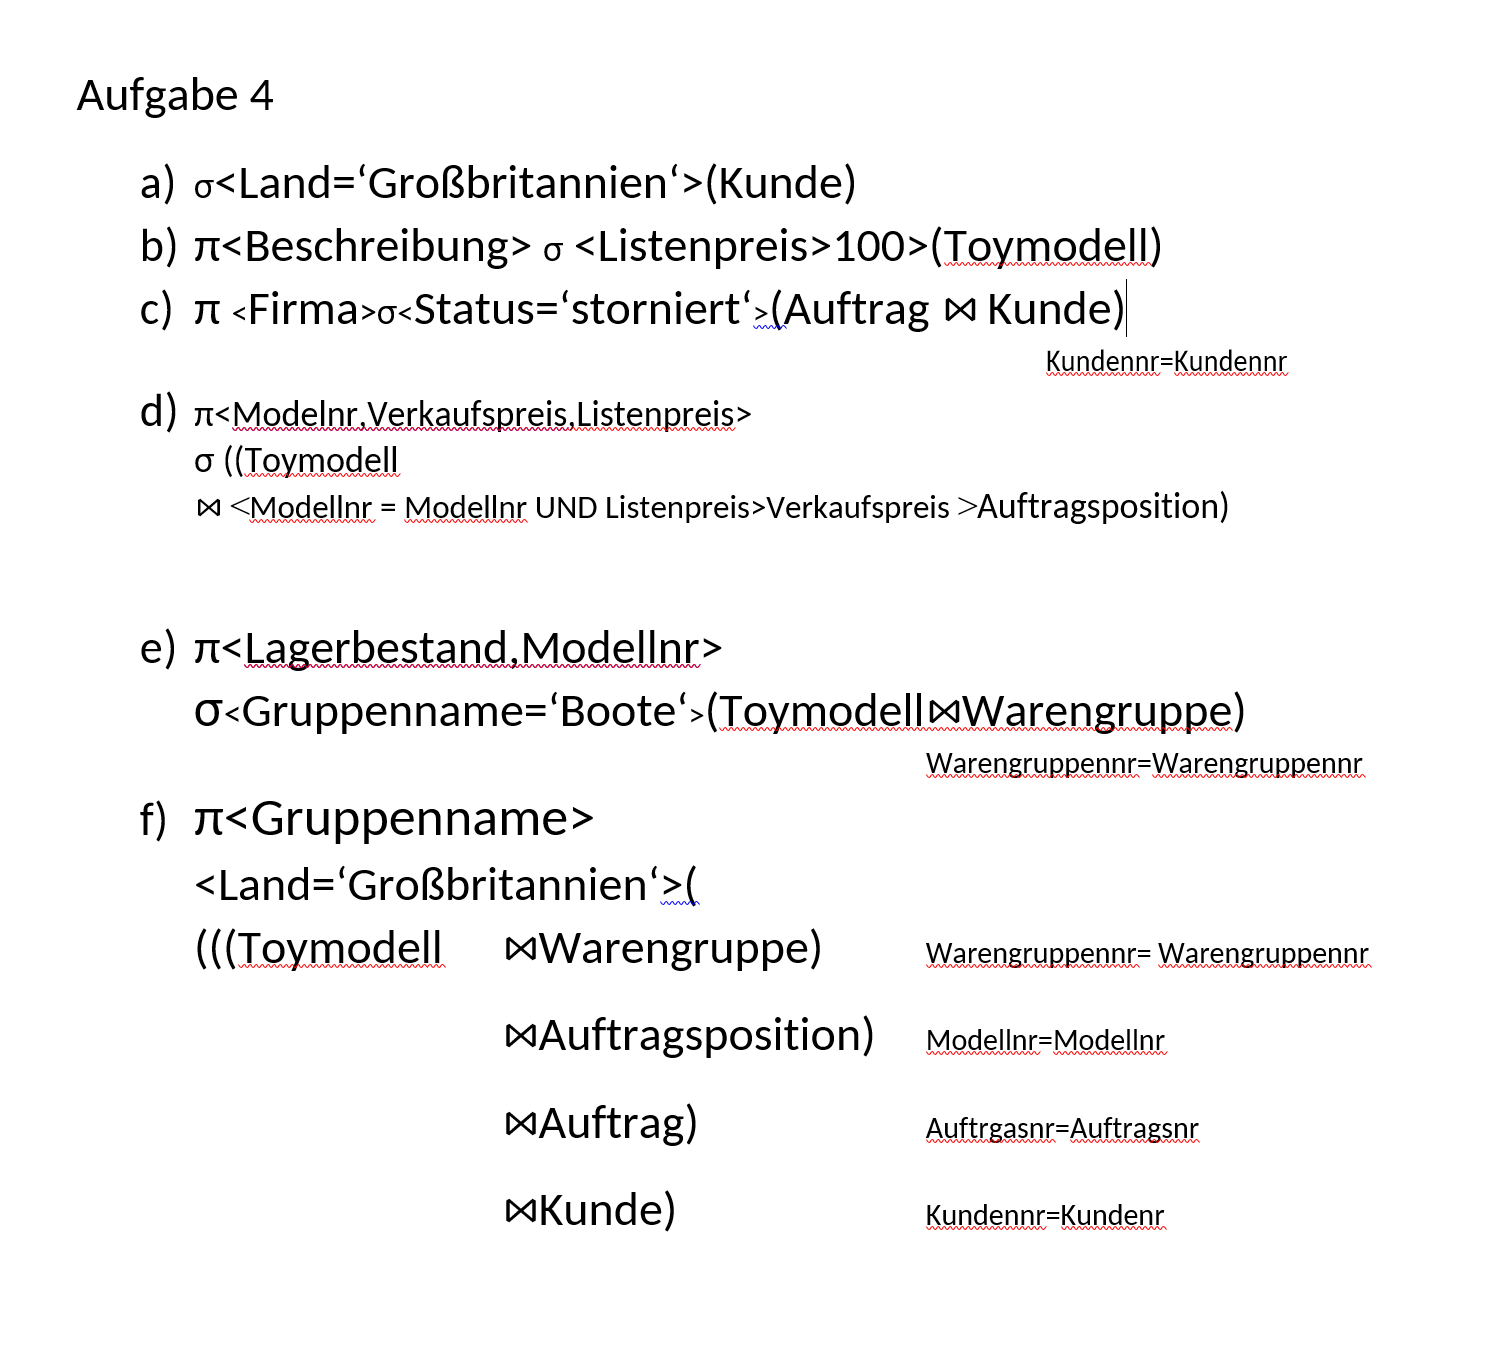 Aufgabe 4
a) σ<Land=‘Großbritannien‘>(Kunde)
b) π<Beschreibung> σ <Listenpreis>100>(Toymodell)
c) π <Firma>σ<Status=‘storniert‘>(Auftrag ⋈ Kunde)
Kundennr=Kundennr
d) π<Modelnr,Verkaufspreis,Listenpreis>
σ ((Toymodell
⋈ <Modellnr = Modellnr UND Listenpreis>Verkaufspreis >Auftragsposition)
e) π<Lagerbestand,Modellnr>
σ<Gruppenname=‘Boote‘>(Toymodell⋈Warengruppe)
Warengruppennr=Warengruppennr
f) π<Gruppenname>
<Land=‘Großbritannien‘>(
(((Toymodell ⋈Warengruppe) Warengruppennr= Warengruppennr
⋈Auftragsposition) Modellnr=Modellnr
⋈Auftrag) Auftrgasnr=Auftragsnr
⋈Kunde) Kundennr=Kundenr